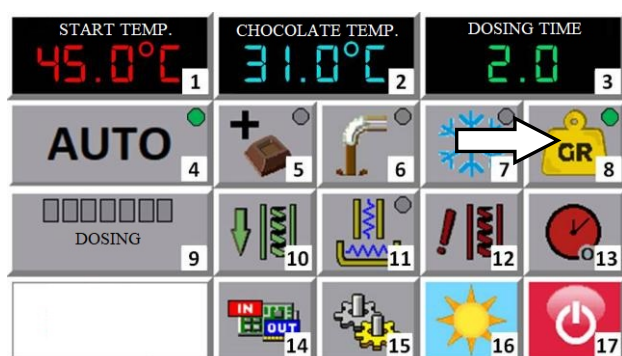 START TEMP. CHOCOLATE TEMP. DOSING TIME
45.0°C 1 31.0°C 2 2.0 3
AUTO 4 5 6 7 GR 8
DOSING 9 10 11 12 13
IN OUT 14 15 16 17